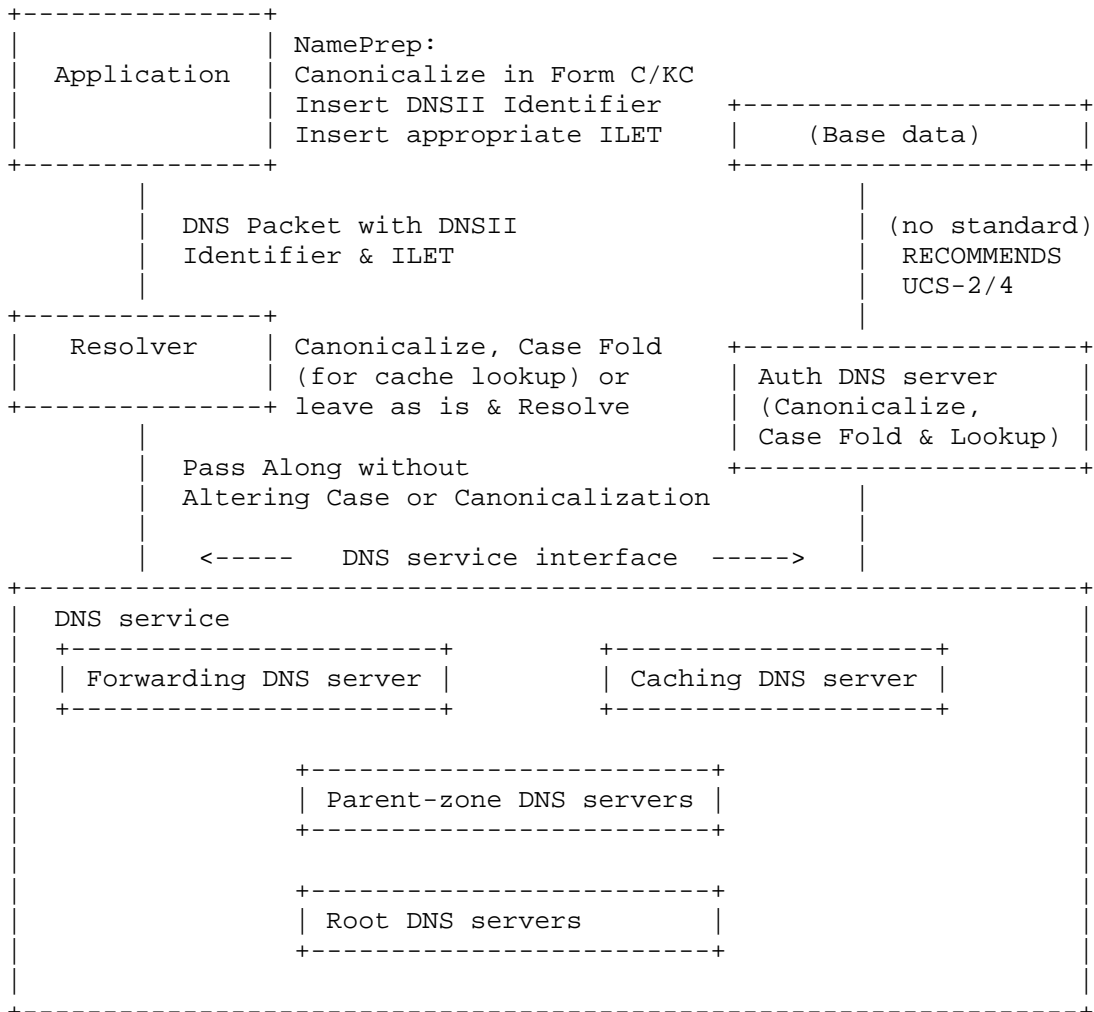 NamePrep:
Application Canonicalize in Form C/KC
Insert DNSII Identifier
Insert appropriate ILET (Base data)
DNS Packet with DNSII (no standard)
Identifier & ILET RECOMMENDS
UCS-2/4
Resolver Canonicalize, Case Fold
(for cache lookup) or Auth DNS server
leave as is & Resolve (Canonicalize,
Case Fold & Lookup)
Pass Along without
Altering Case or Canonicalization
<----- DNS service interface ----->
DNS service
Forwarding DNS server Caching DNS server
Parent-zone DNS servers
Root DNS servers